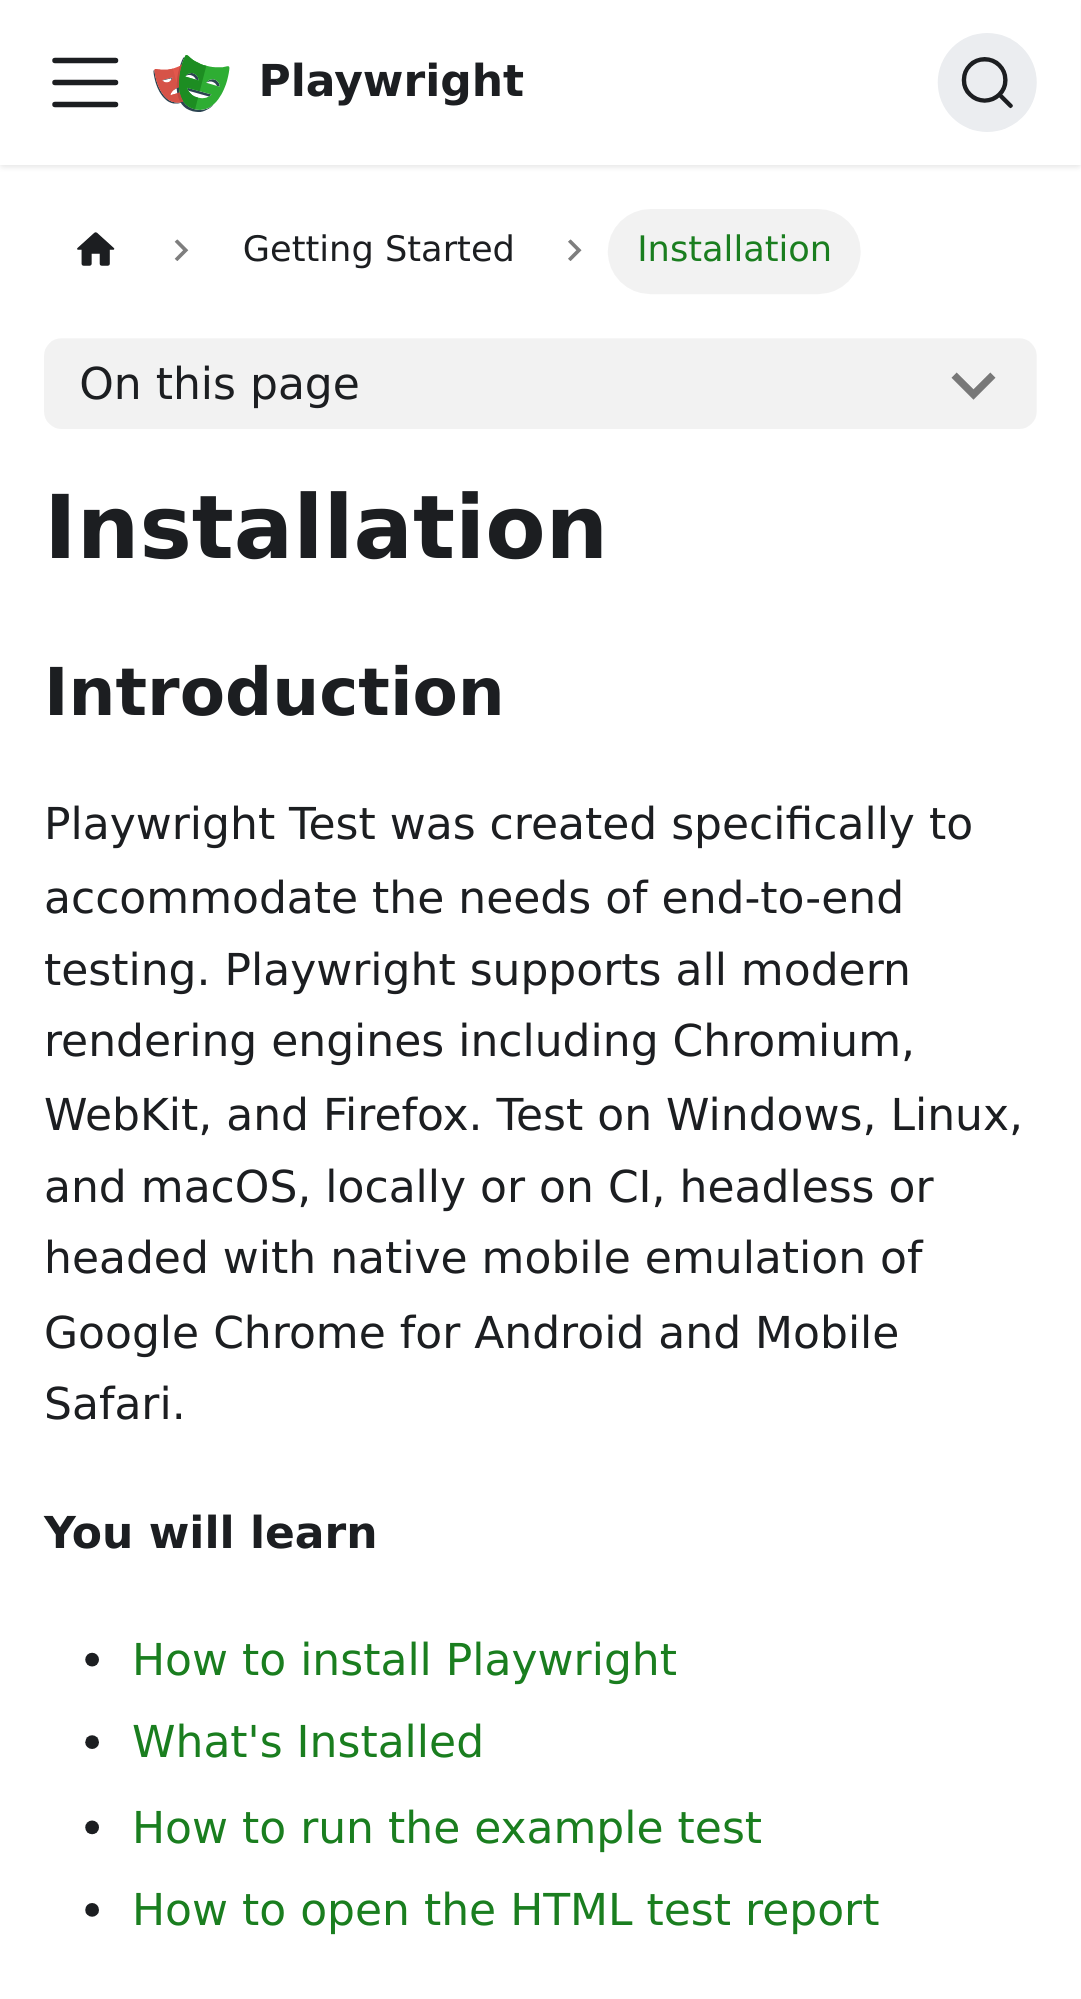 Playwright
Getting Started
Installation
On this page
Installation
Introduction
Playwright Test was created specifically to
accommodate the needs of end-to-end
testing. Playwright supports all modern
rendering engines including Chromium,
WebKit, and Firefox. Test on Windows, Linux,
and macOS, locally or on CI, headless or
headed with native mobile emulation of
Google Chrome for Android and Mobile
Safari.
You will learn
• How to install Playwright
• What's Installed
• How to run the example test
• How to open the HTML test report